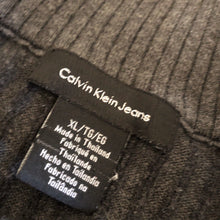 Calvin Klein Jeans
XL/TG/EG
Made in Thailand
Fabriqué en
Thaïlande
Hecho en Tailandia
Fabricado na
Tailândia